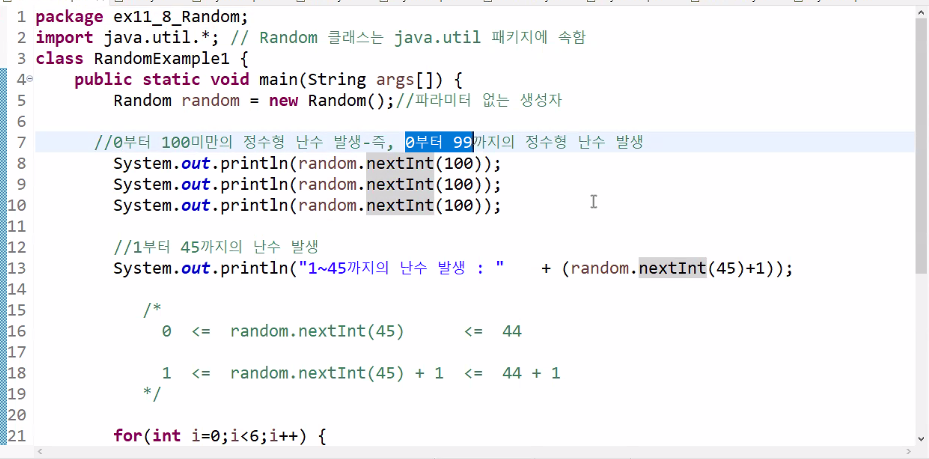 1 package ex11_8_Random;
2 import java.util.*; // Random 클래스는 java.util 패키지에 속함
3 class RandomExample1 {
4 public static void main(String args[]) {
5 Random random = new Random();//파라미터 없는 생성자
6
7 //0부터 100미만의 정수형 난수 발생-즉, 0부터 99까지의 정수형 난수 발생
8 System.out.println(random.nextInt(100));
9 System.out.println(random.nextInt(100));
10 System.out.println(random.nextInt(100));
11
12 //1부터 45까지의 난수 발생
13 System.out.println("1~45까지의 난수 발생 : " + (random.nextInt(45)+1));
14
15 /*
16 0 <= random.nextInt(45) <= 44
17
18 1 <= random.nextInt(45) + 1 <= 44 + 1
19 */
20
21 for(int i=0;i<6;i++) {